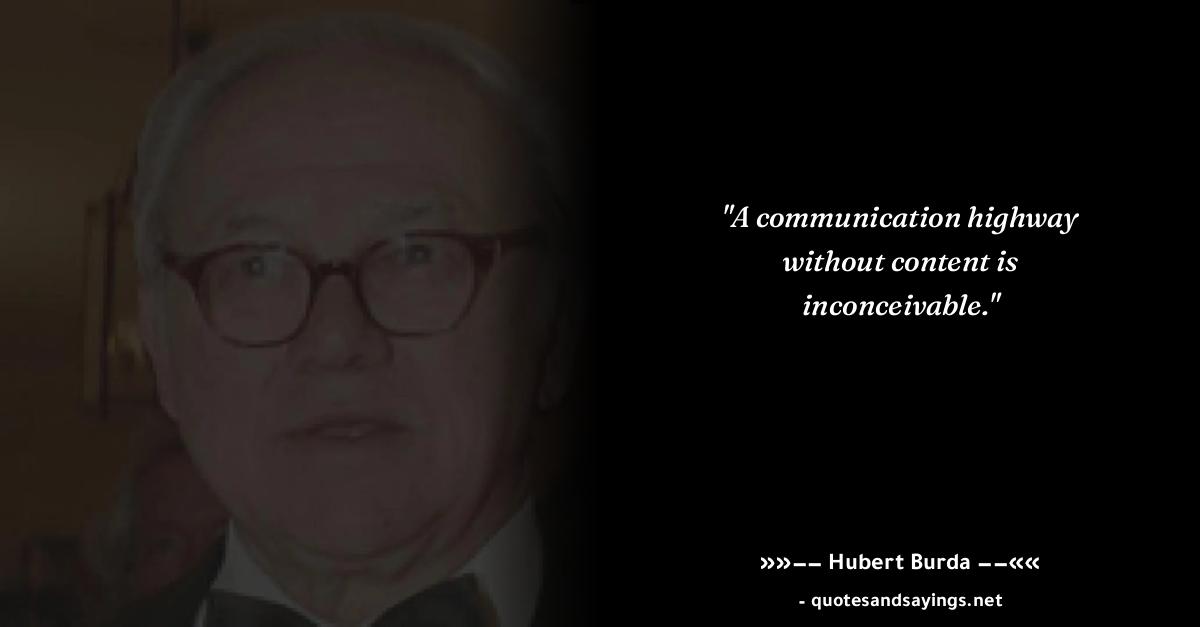 "A communication highway
without content is
inconceivable."
»»−− Hubert Burda −−««
- quotesandsayings.net